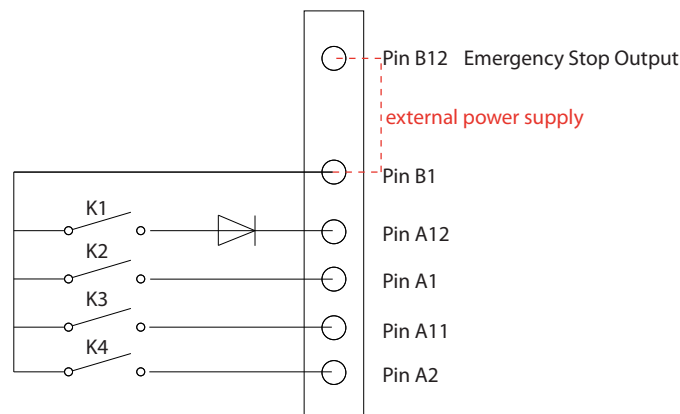 Pin B12 Emergency Stop Output
external power supply
Pin B1
K1
Pin A12
K2
Pin A1
K3
Pin A11
K4
Pin A2